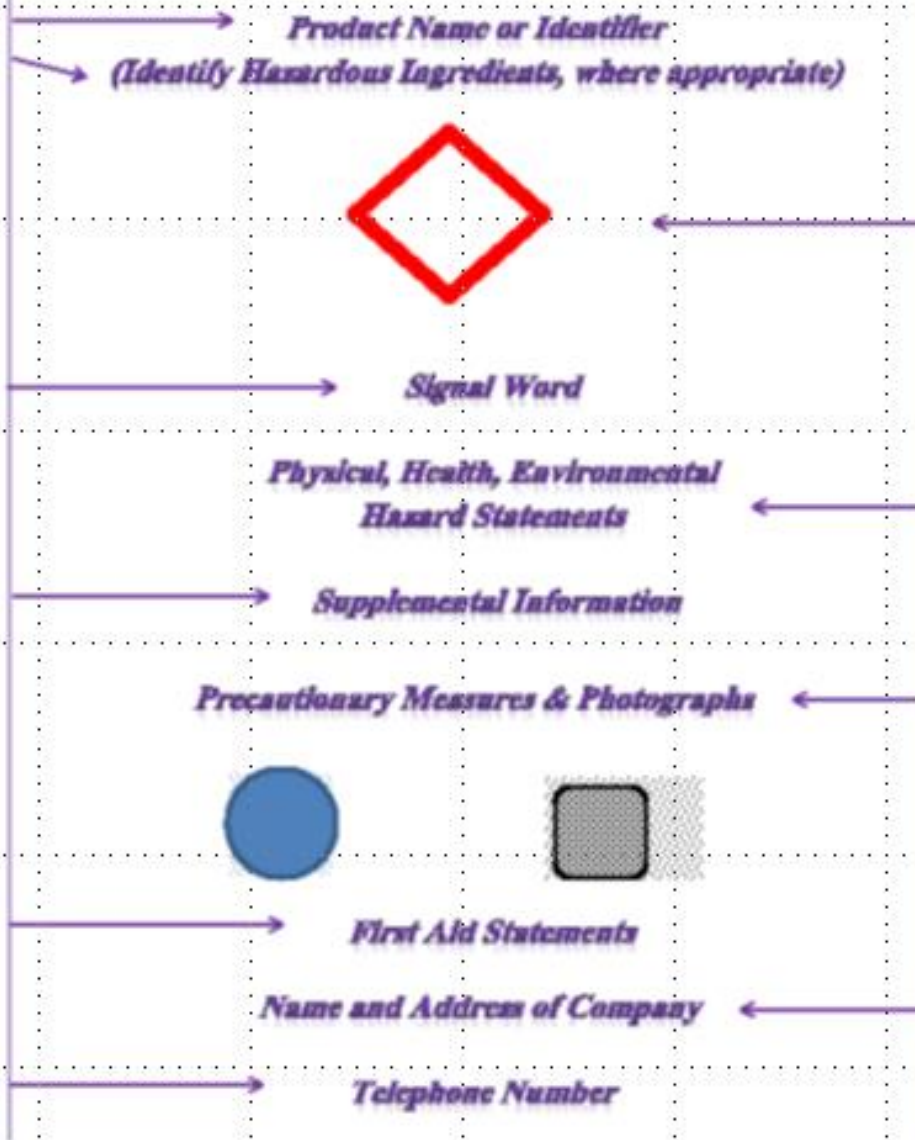 Product Name or Identifier
(Identify Hazardous Ingredients, where appropriate)
Signal Word
Physical, Health, Environmental
Hazard Statements
Supplemental Information
Precautionary Measures & Photographs
First Aid Statements
Name and Address of Company
Telephone Number